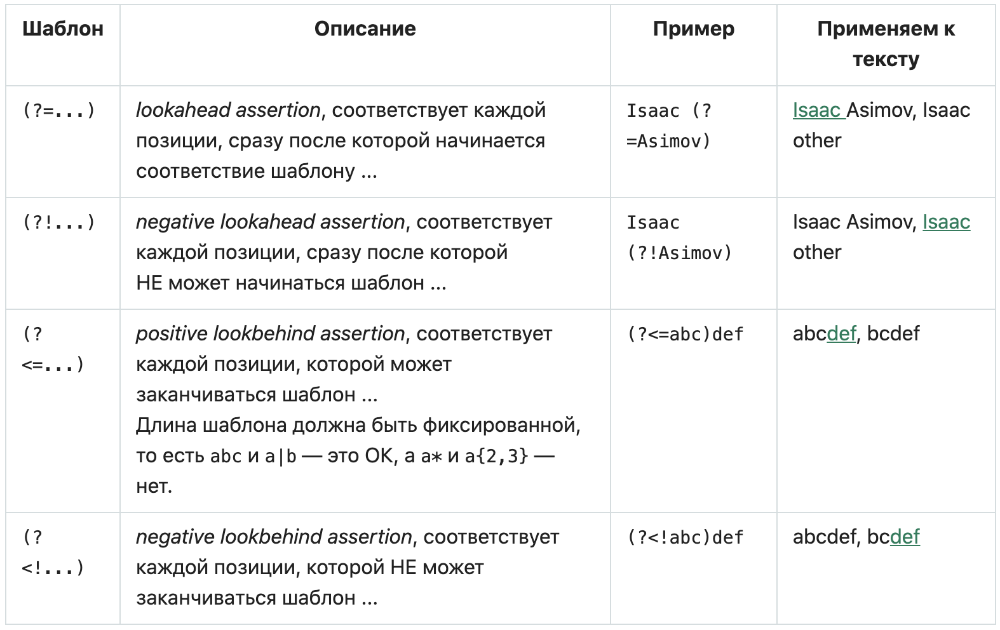 Шаблон
Описание
Пример
Применяем к
тексту
(?=...)
lookahead assertion, соответствует каждой
позиции, сразу после которой начинается
соответствие шаблону ...
Isaac (?
=Asimov)
Isaac Asimov, Isaac
other
(?!...)
negative lookahead assertion, соответствует
каждой позиции, сразу после которой
НЕ может начинаться шаблон ...
Isaac
(?!Asimov)
Isaac Asimov, Isaac
other
(?
<=...)
positive lookbehind assertion, соответствует
каждой позиции, которой может
заканчиваться шаблон ...
Длина шаблона должна быть фиксированной,
то есть abc и a|b — это ОК, а a* и a{2,3} —
нет.
(?<=abc)def
abcdef, bcdef
(?
<!...)
negative lookbehind assertion, соответствует
каждой позиции, которой НЕ может
заканчиваться шаблон ...
(?<!abc)def
abcdef, bcdef